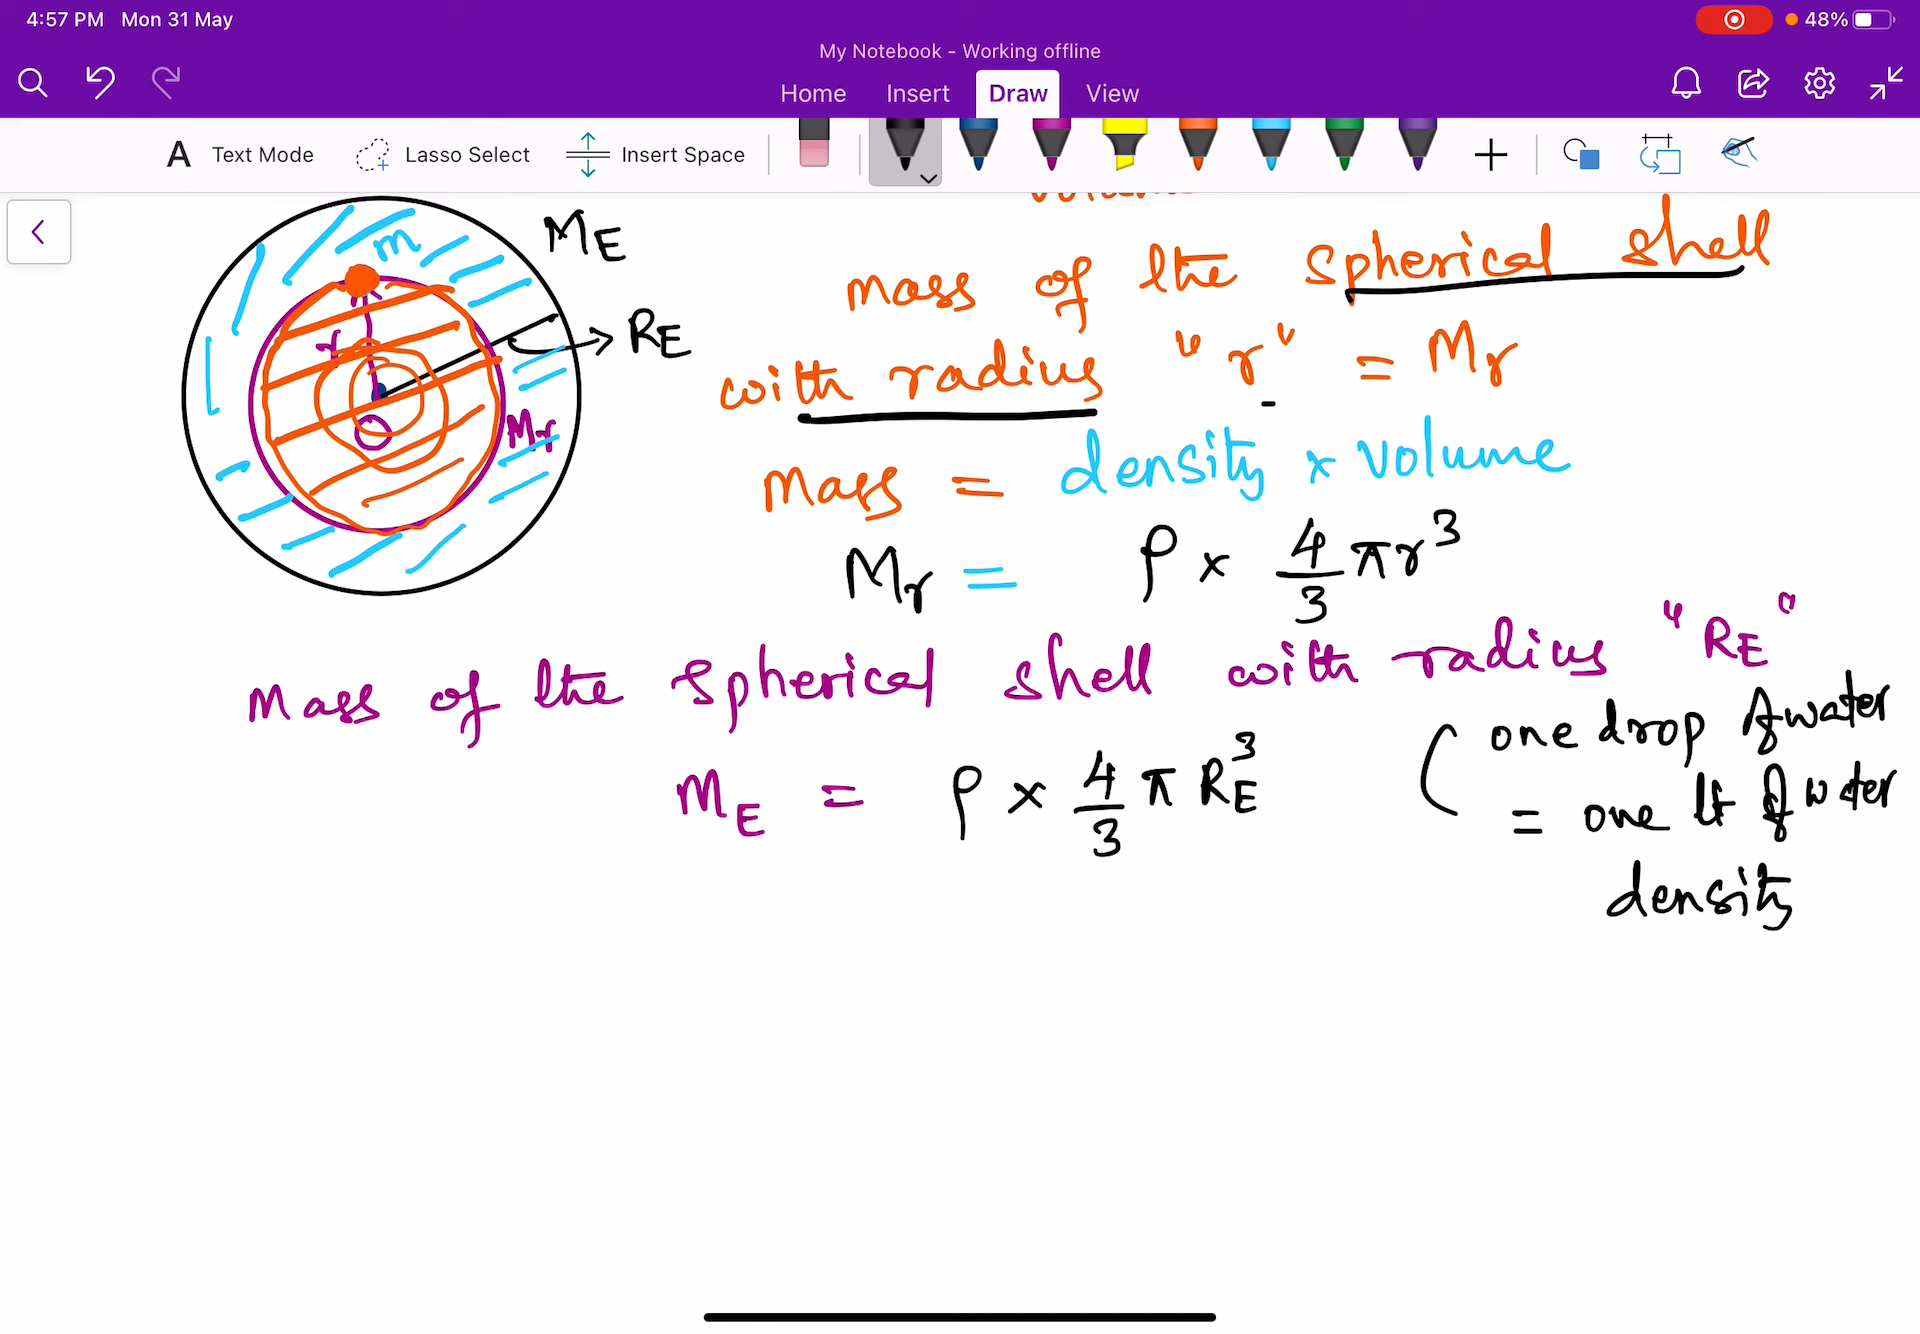 4:57 PM Mon 31 May
48%
My Notebook - Working offline
Home Insert Draw View
A Text Mode Lasso Select Insert Space
m
ME
r
RE
Mr
mass of the spherical shell
with radius "r" = Mr
Mass = density x volume
Mr = ρ x 4/3 πr³
Mass of the spherical shell with radius "RE"
ME = ρ x 4/3 π RE³
( one drop of water
= one lt of water
density